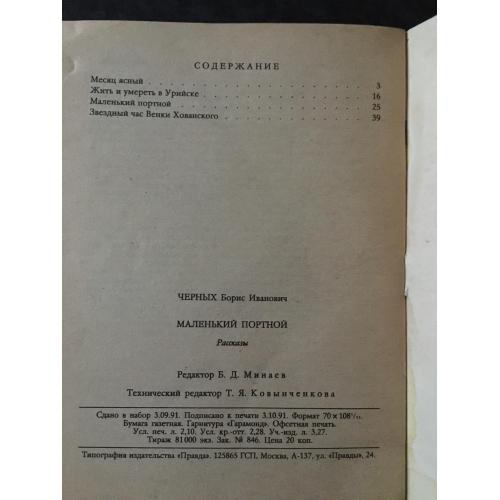 СОДЕРЖАНИЕ
Месяц ясный . . . . . . . . . . . . . . . . 3
Жить и умереть в Урийске . . . . . . . . . . 16
Маленький портной . . . . . . . . . . . . . 25
Звездный час Венки Хованского . . . . . . . . 39
ЧЕРНЫХ Борис Иванович
МАЛЕНЬКИЙ ПОРТНОЙ
Рассказы
Редактор Б. Д. Минаев
Технический редактор Т. Я. Ковынченкова
Сдано в набор 3.09.91. Подписано к печати 3.10.91. Формат 70 × 108¹/₃₂.
Бумага газетная. Гарнитура «Гарамонд». Офсетная печать.
Усл. печ. л. 2,10. Усл. кр.-отт. 2,28. Уч.-изд. л. 3,27.
Тираж 81000 экз. Зак. № 846. Цена 20 коп.
Типография издательства «Правда». 125865 ГСП, Москва, А-137, ул. «Правды», 24.